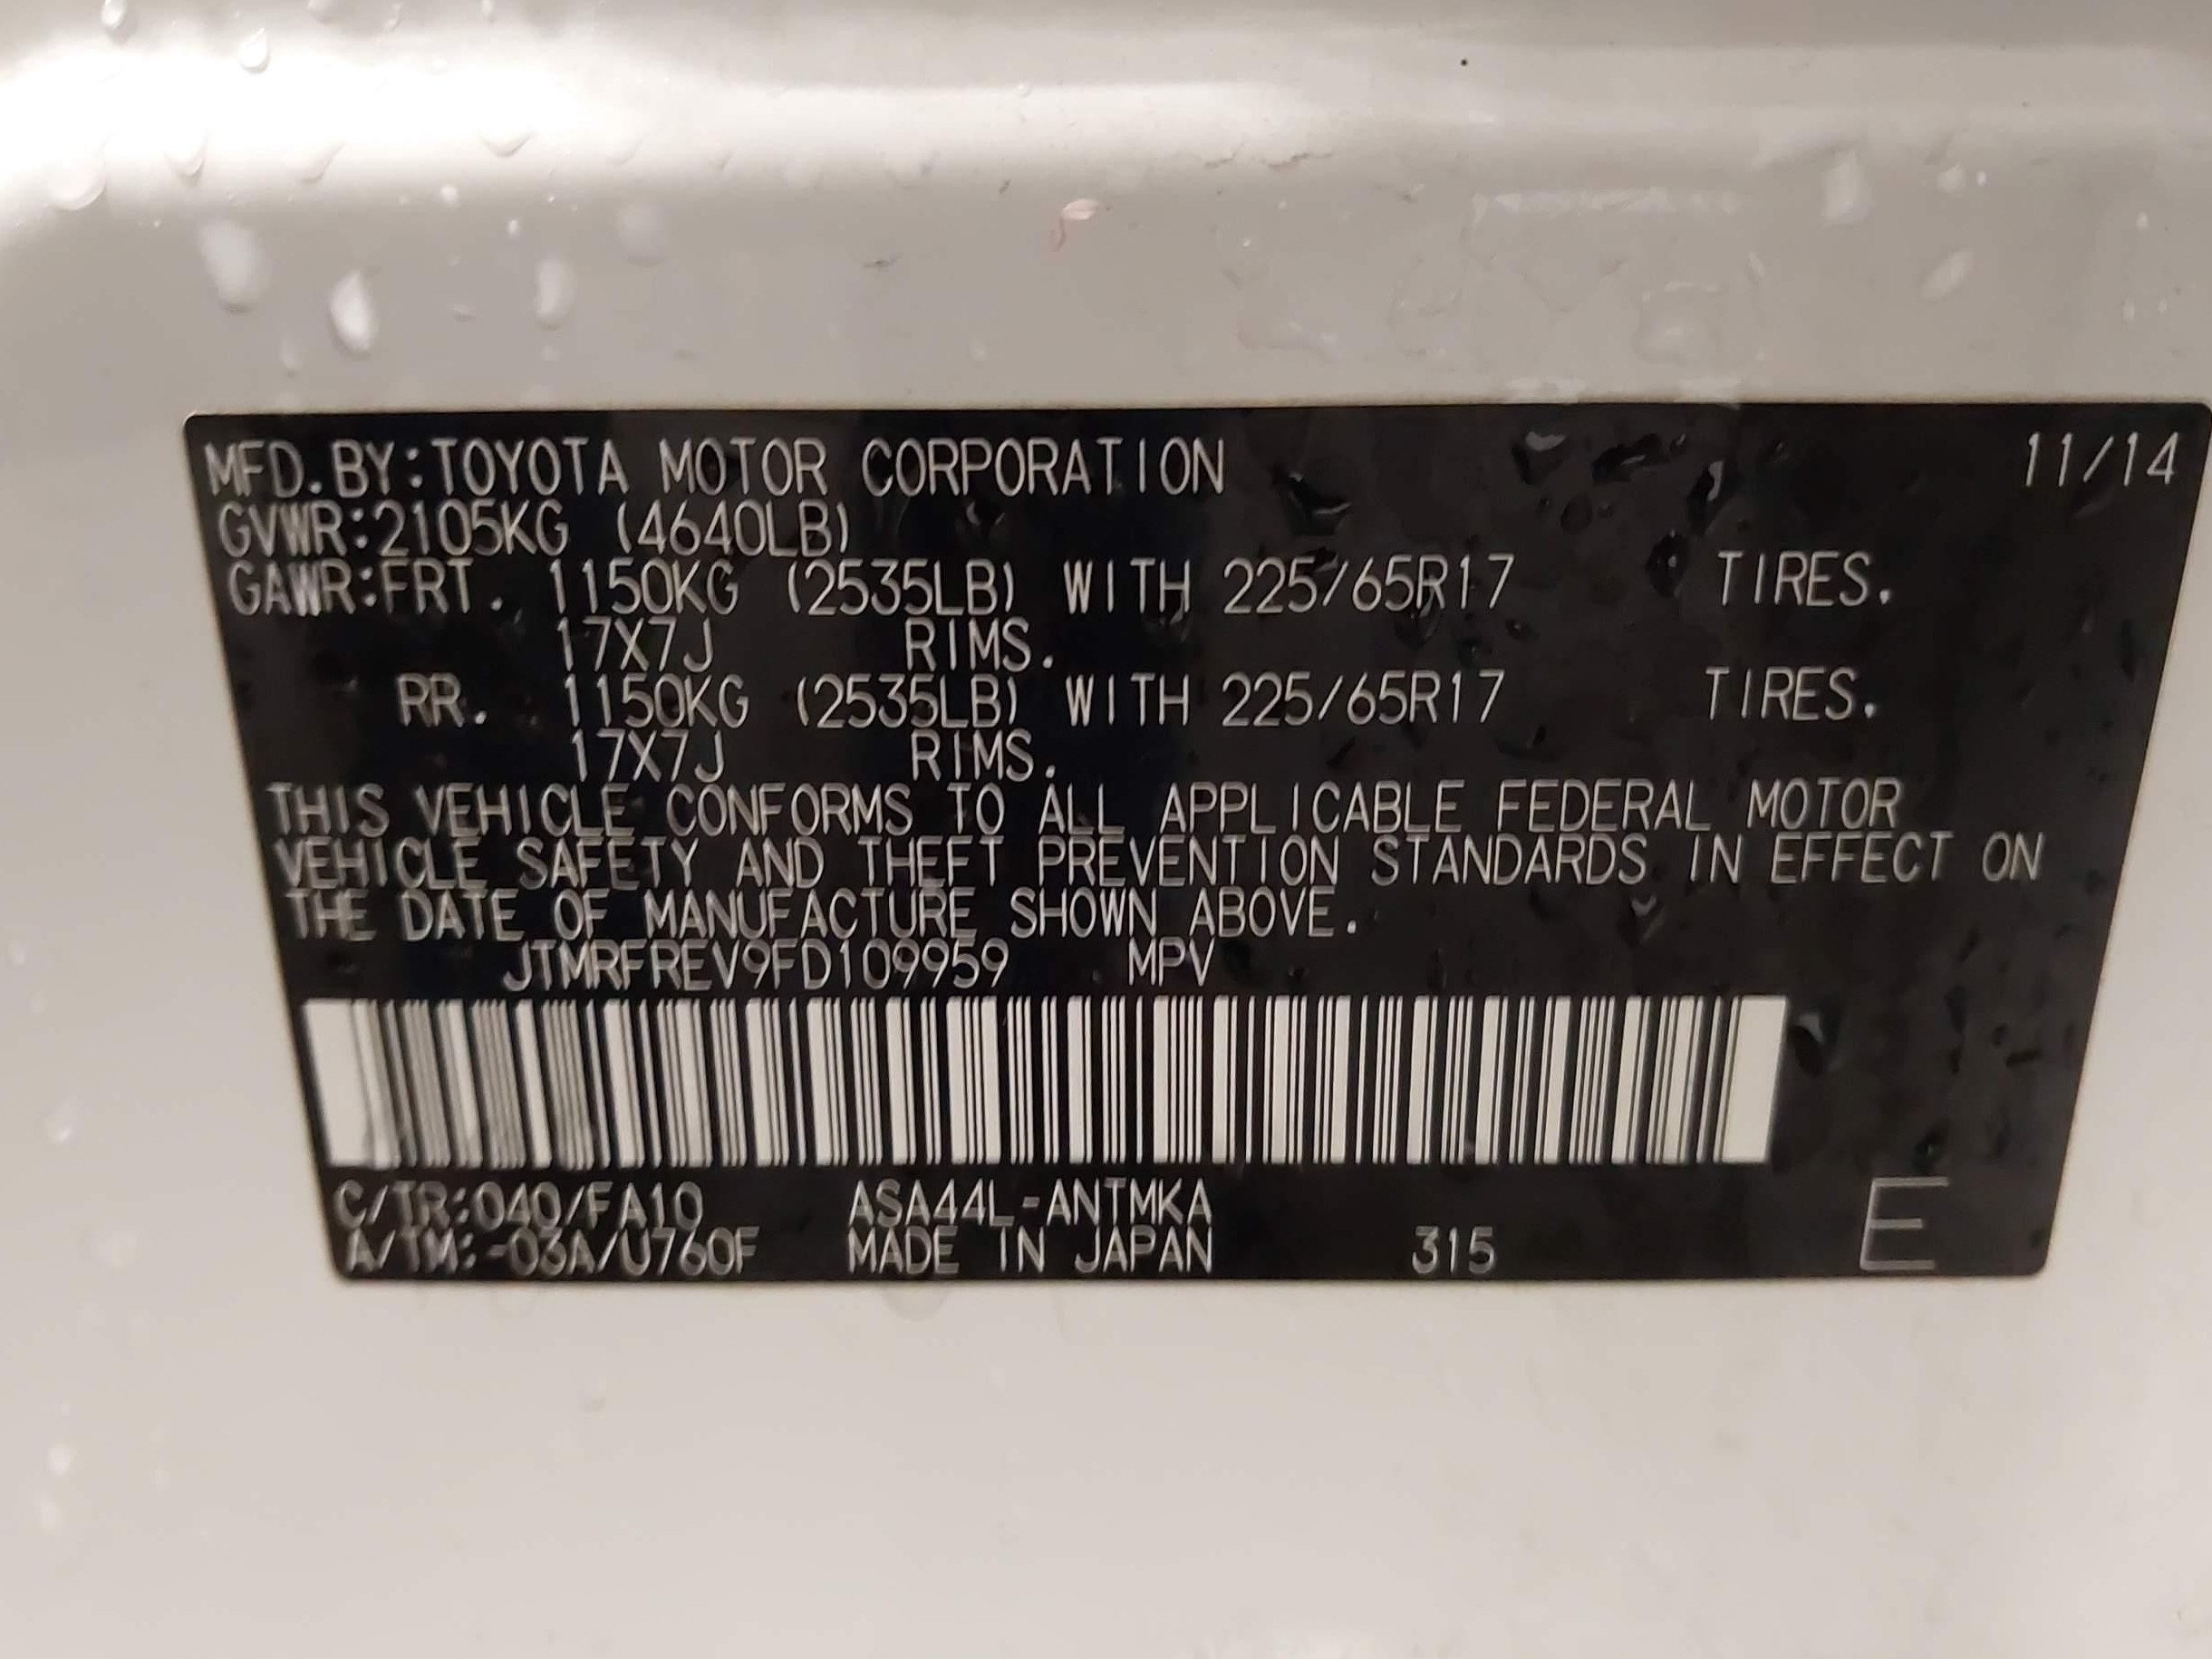 MFD.BY:TOYOTA MOTOR CORPORATION 11/14
GVWR:2105KG (4640LB)
GAWR:FRT. 1150KG (2535LB) WITH 225/65R17 TIRES.
17X7J RIMS.
RR. 1150KG (2535LB) WITH 225/65R17 TIRES.
17X7J RIMS.
THIS VEHICLE CONFORMS TO ALL APPLICABLE FEDERAL MOTOR
VEHICLE SAFETY AND THEFT PREVENTION STANDARDS IN EFFECT ON
THE DATE OF MANUFACTURE SHOWN ABOVE.
JTMRFREV9FD109959 MPV
C/TR:040/FA10 ASA44L-ANTMKA
A/TM:-03A/U760F MADE IN JAPAN 315 E